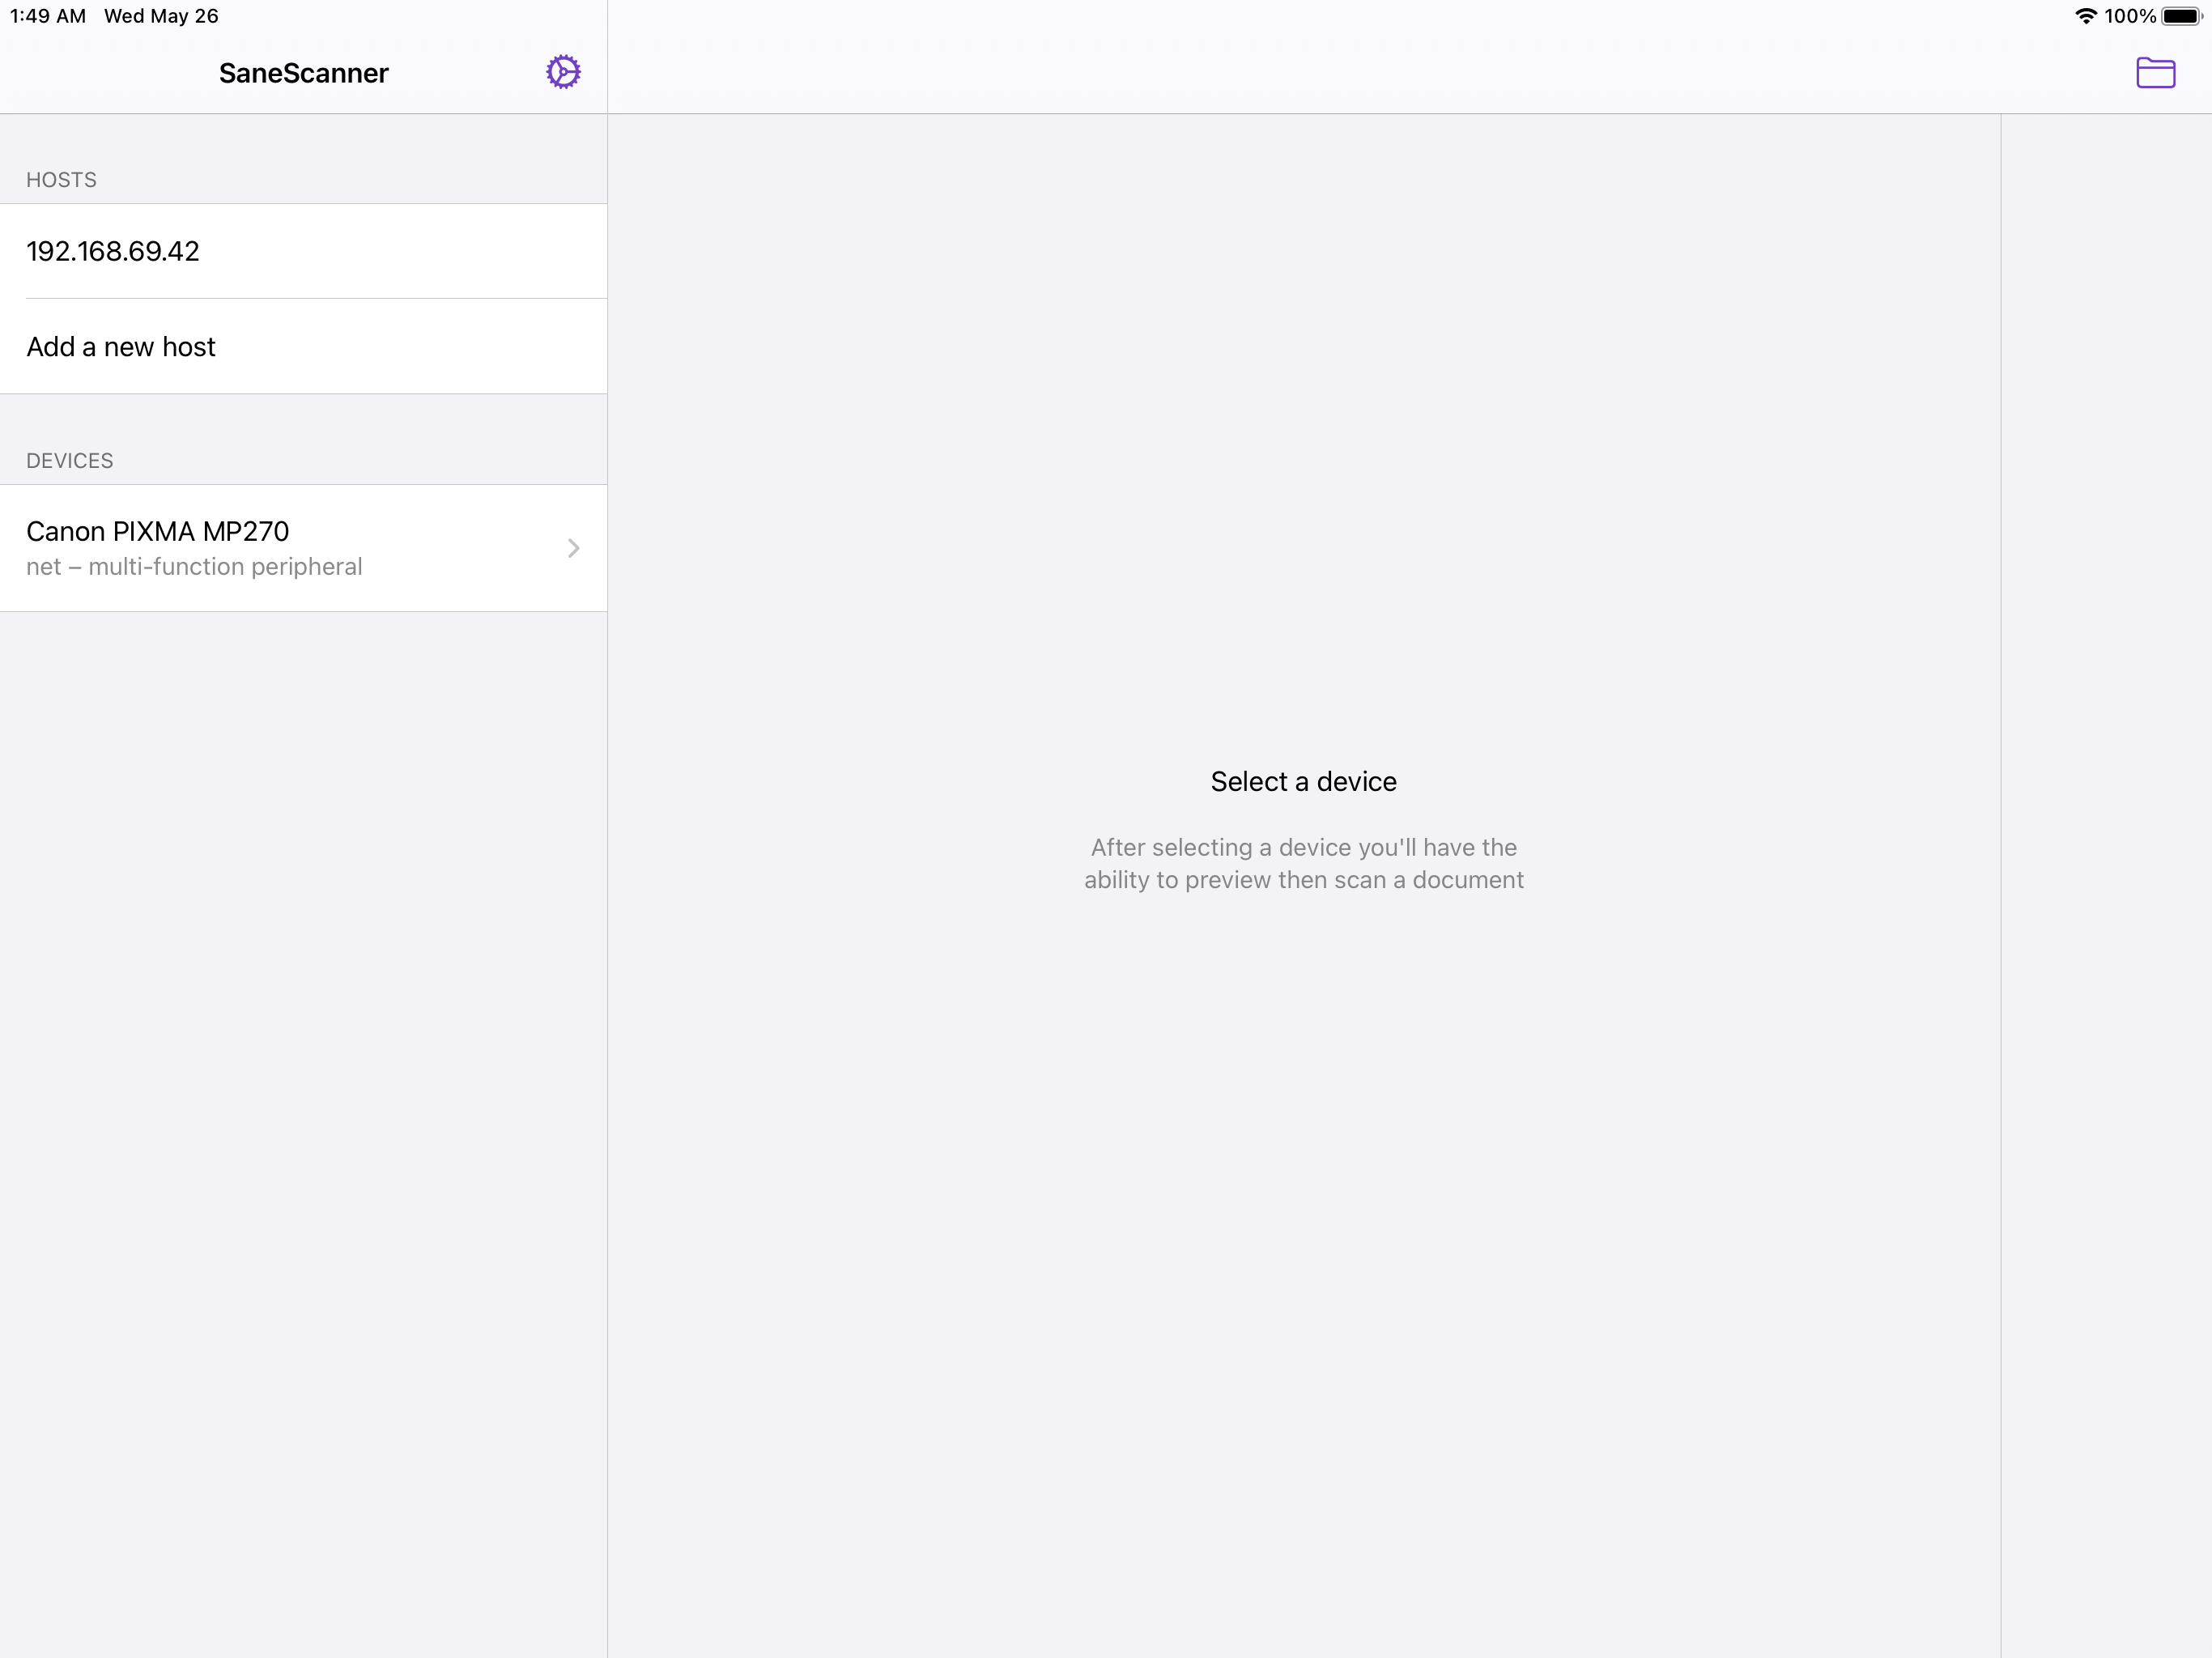 1:49 AM Wed May 26
100%
SaneScanner
HOSTS
192.168.69.42
Add a new host
DEVICES
Canon PIXMA MP270
net – multi-function peripheral
Select a device
After selecting a device you'll have the
ability to preview then scan a document